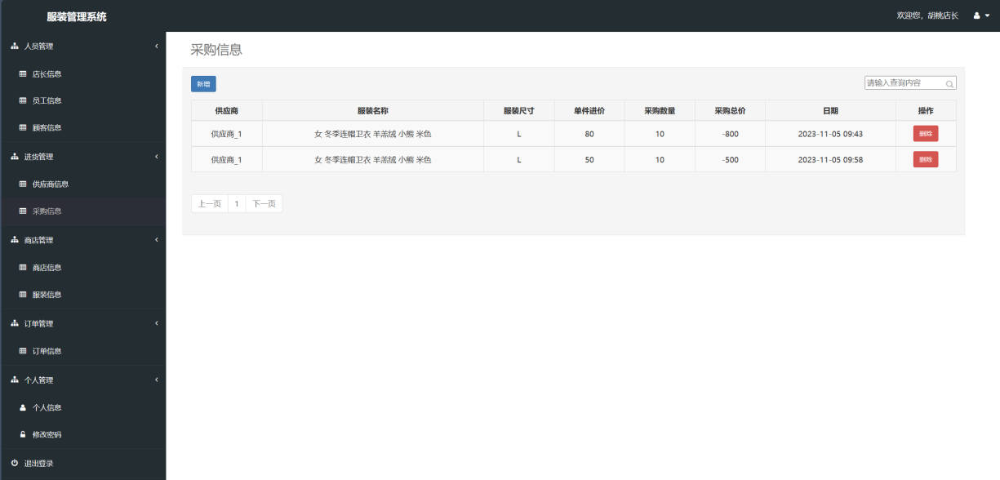 服装管理系统
欢迎您，胡桃店长
人员管理
店长信息
员工信息
顾客信息
进货管理
供应商信息
采购信息
商店管理
商店信息
服装信息
订单管理
订单信息
个人管理
个人信息
修改密码
退出登录
采购信息
新增
请输入查询内容
供应商 服装名称 服装尺寸 单件进价 采购数量 采购总价 日期 操作
供应商_1 女 冬季连帽卫衣 羊羔绒 小熊 米色 L 80 10 -800 2023-11-05 09:43 删除
供应商_1 女 冬季连帽卫衣 羊羔绒 小熊 米色 L 50 10 -500 2023-11-05 09:58 删除
上一页 1 下一页